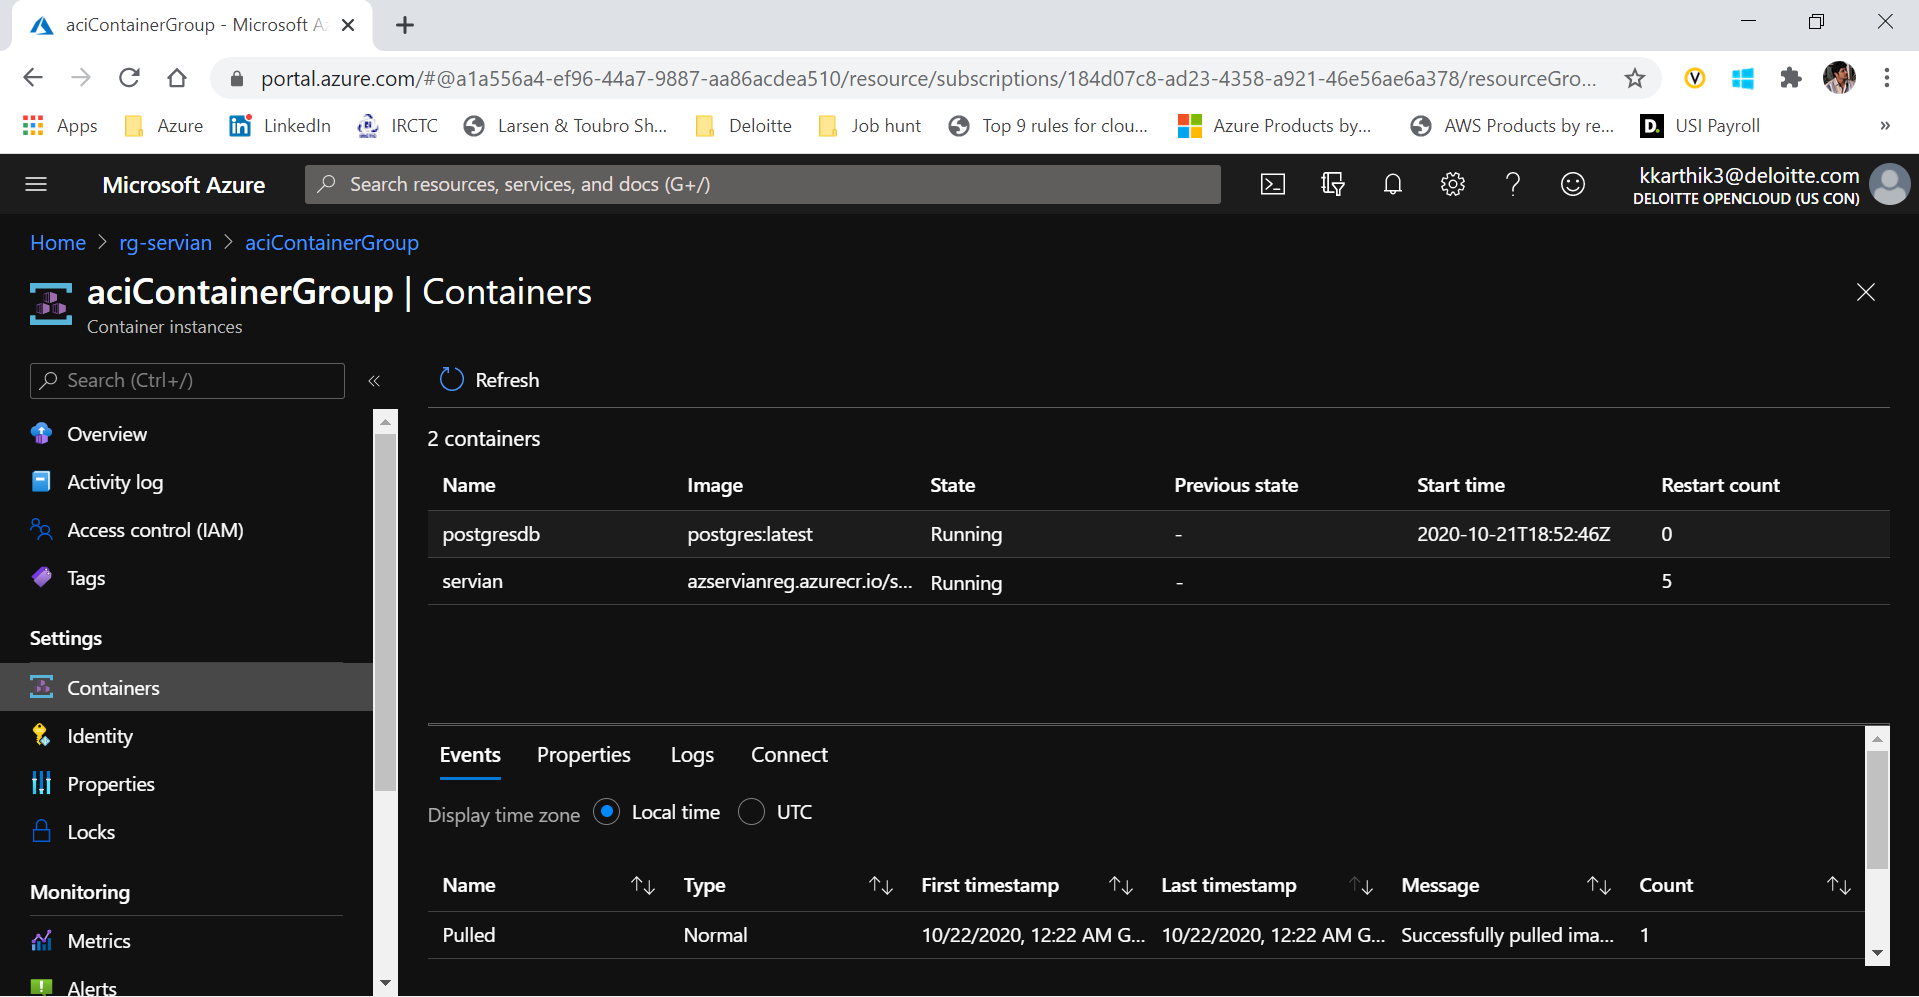 aciContainerGroup - Microsoft A
portal.azure.com/#@a1a556a4-ef96-44a7-9887-aa86acdea510/resource/subscriptions/184d07c8-ad23-4358-a921-46e56ae6a378/resourceGro...
Apps Azure LinkedIn IRCTC Larsen & Toubro Sh... Deloitte Job hunt Top 9 rules for clou... Azure Products by... AWS Products by re... D. USI Payroll »
Microsoft Azure Search resources, services, and docs (G+/) kkarthik3@deloitte.com
DELOITTE OPENCLOUD (US CON)
Home > rg-servian > aciContainerGroup
aciContainerGroup | Containers
Container instances
Search (Ctrl+/) «
Refresh
Overview
Activity log
Access control (IAM)
Tags
Settings
Containers
Identity
Properties
Locks
Monitoring
Metrics
Alerts
2 containers
Name Image State Previous state Start time Restart count
postgresdb postgres:latest Running - 2020-10-21T18:52:46Z 0
servian azservianreg.azurecr.io/s... Running - 5
Events Properties Logs Connect
Display time zone Local time UTC
Name Type First timestamp Last timestamp Message Count
Pulled Normal 10/22/2020, 12:22 AM G... 10/22/2020, 12:22 AM G... Successfully pulled ima... 1